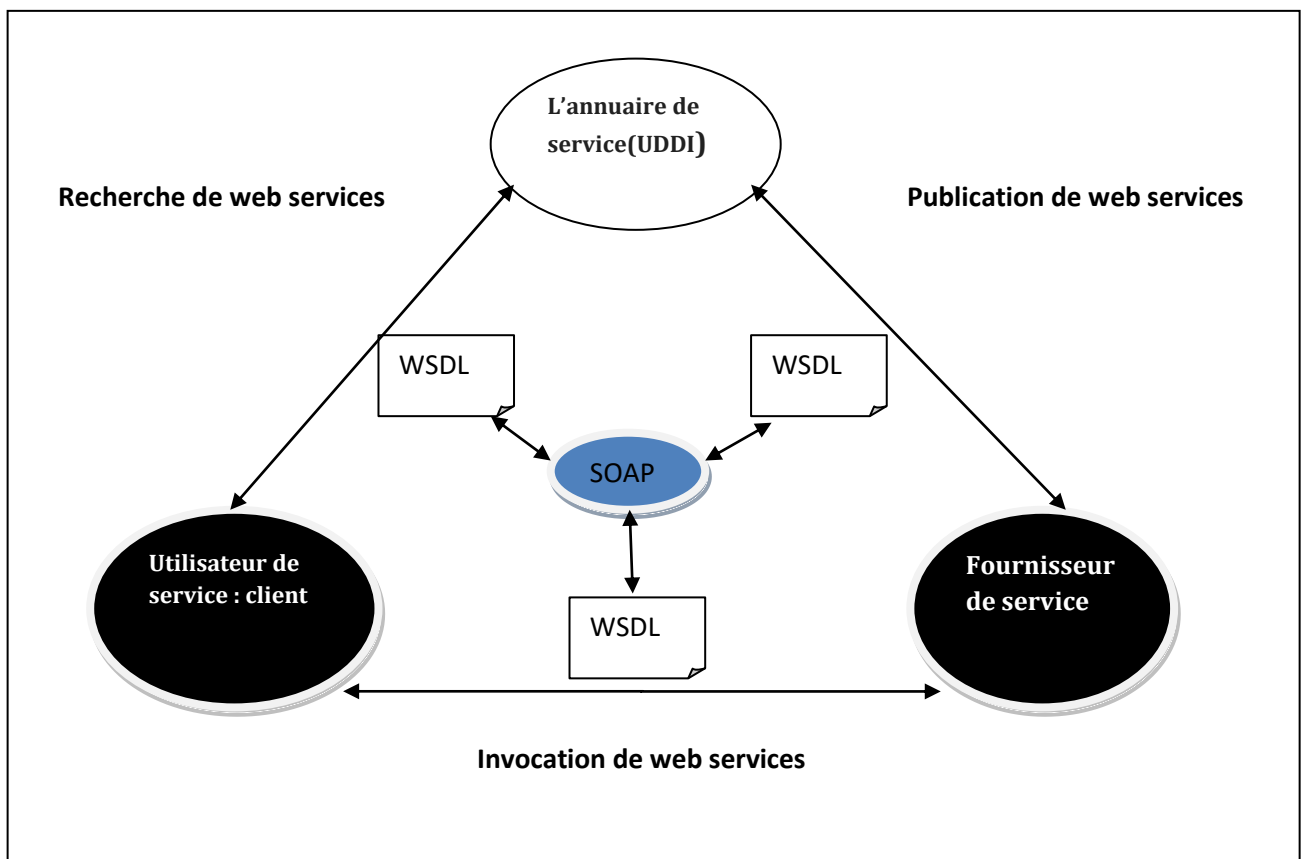 L’annuaire de
service(UDDI)
Recherche de web services
Publication de web services
WSDL
WSDL
SOAP
Utilisateur de
service : client
Fournisseur
de service
WSDL
Invocation de web services